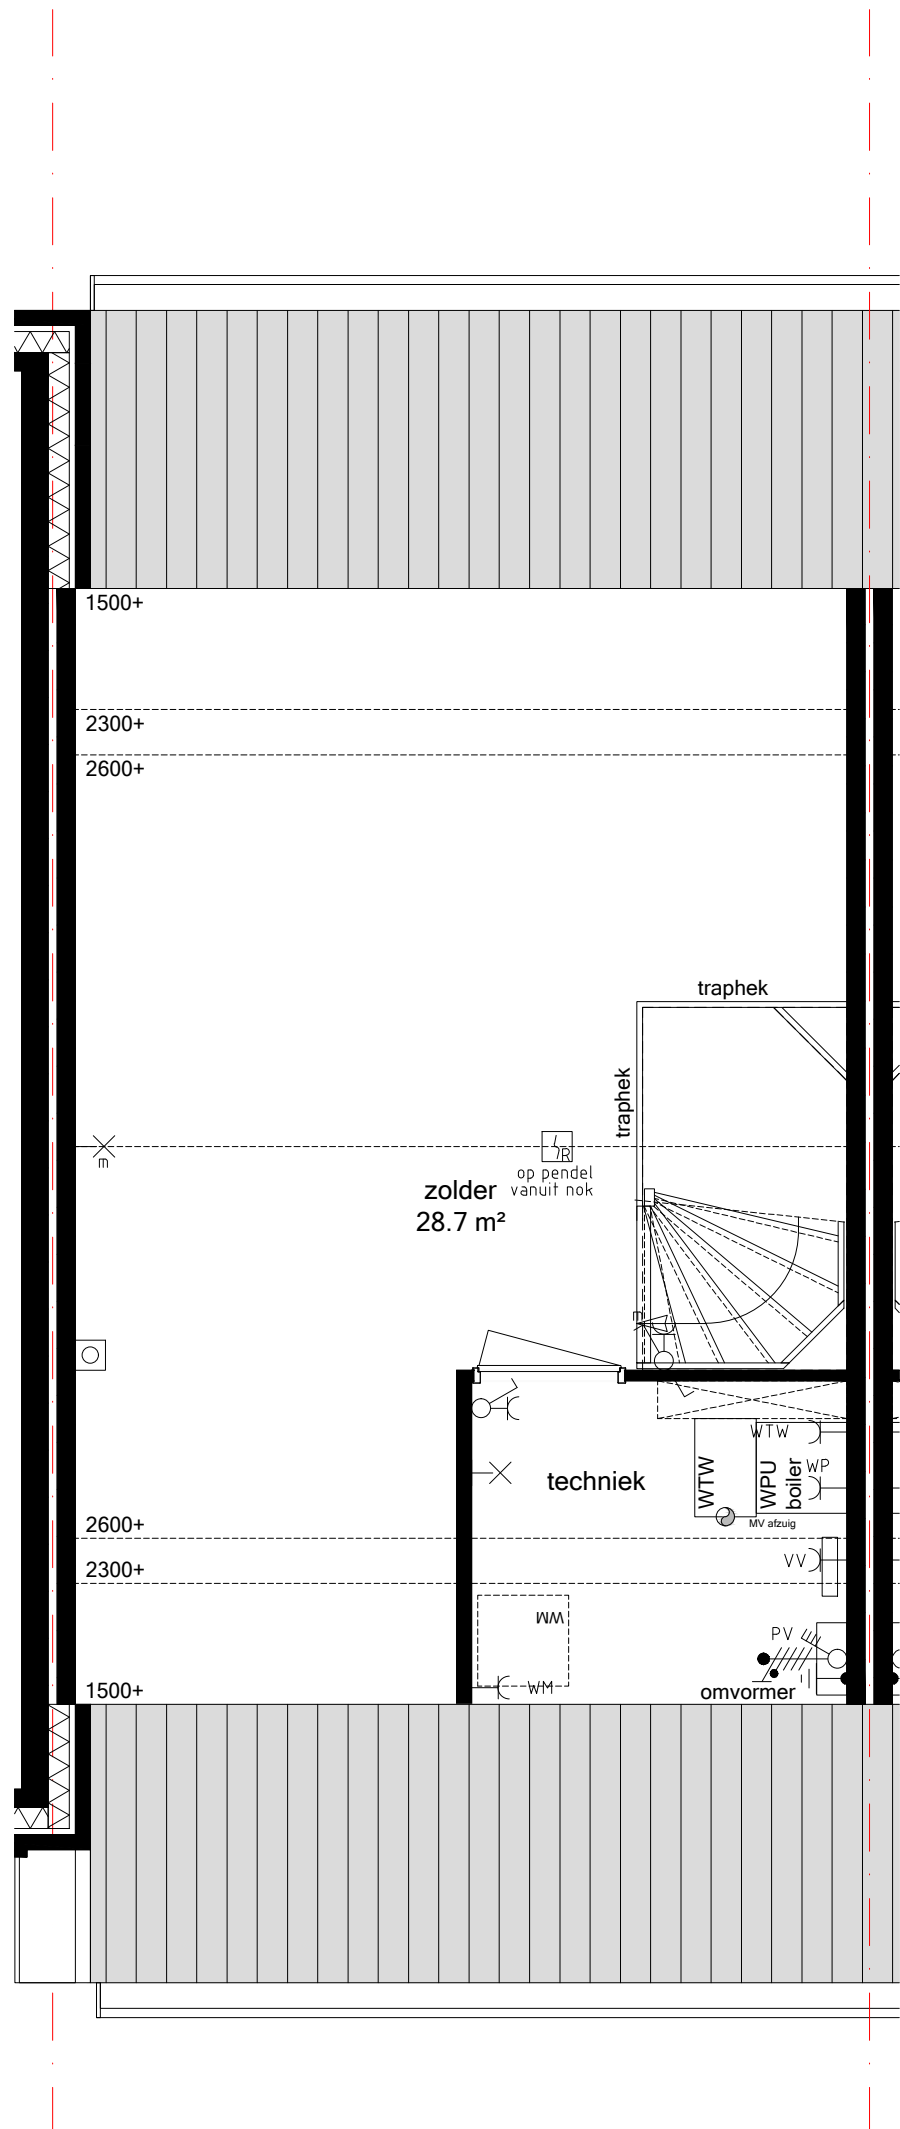 1500+
2300+
2600+
traphek
traphek
m
R
op pendel
vanuit nok
zolder
28.7 m²
m
WTW
WTW
WPU
boiler
WP
techniek
MV afzuig
2600+
VV
2300+
WM
PV
WM
1500+
omvormer